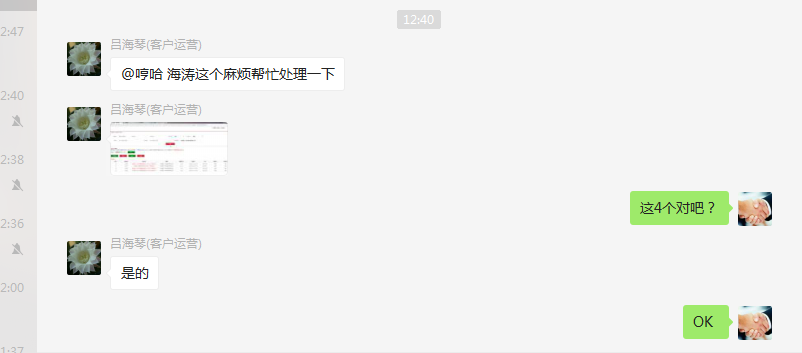 12:40
2:47
吕海琴(客户运营)
@哼哈 海涛这个麻烦帮忙处理一下
2:40
吕海琴(客户运营)
2:38
这4个对吧？
2:36
吕海琴(客户运营)
是的
2:00
OK
1:37